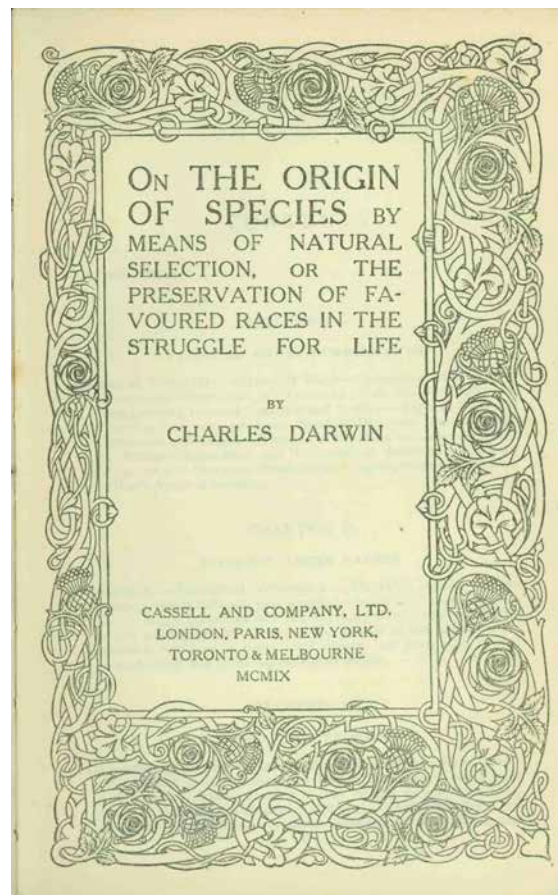 ON THE ORIGIN
OF SPECIES BY
MEANS OF NATURAL
SELECTION, OR THE
PRESERVATION OF FA-
VOURED RACES IN THE
STRUGGLE FOR LIFE
BY
CHARLES DARWIN
CASSELL AND COMPANY, LTD.
LONDON, PARIS, NEW YORK,
TORONTO & MELBOURNE
MCMIX